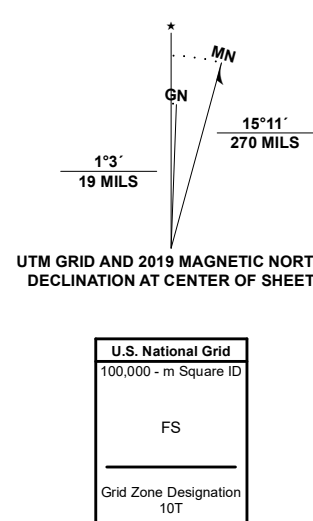 ★
MN
GN
15°11´
270 MILS
1°3´
19 MILS
UTM GRID AND 2019 MAGNETIC NORT
DECLINATION AT CENTER OF SHEET
U.S. National Grid
100,000 - m Square ID
FS
Grid Zone Designation
10T